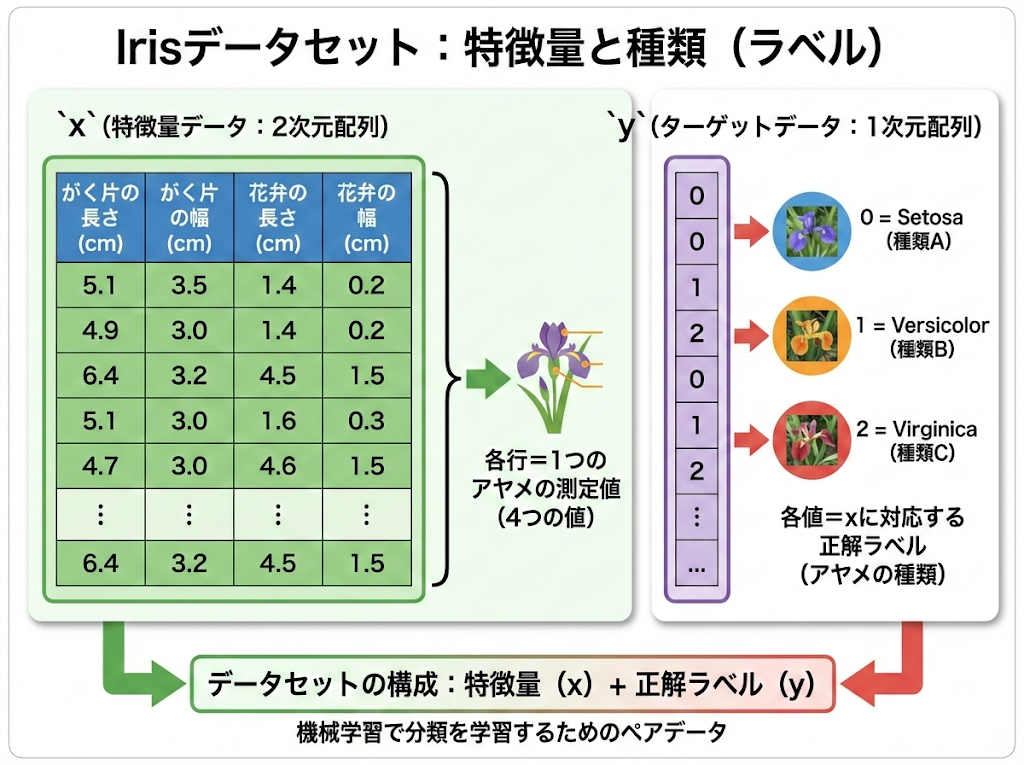 Irisデータセット：特徴量と種類（ラベル）
`x`（特徴量データ：2次元配列）
がく片の長さ(cm) がく片の幅(cm) 花弁の長さ(cm) 花弁の幅(cm)
5.1 3.5 1.4 0.2
4.9 3.0 1.4 0.2
6.4 3.2 4.5 1.5
5.1 3.0 1.6 0.3
4.7 3.0 4.6 1.5
⋮ ⋮ ⋮ ⋮
6.4 3.2 4.5 1.5
各行＝1つの
アヤメの測定値
（4つの値）
`y`（ターゲットデータ：1次元配列）
0
0
1
2
0
1
2
⋮
...
0 = Setosa
（種類A）
1 = Versicolor
（種類B）
2 = Virginica
（種類C）
各値＝xに対応する
正解ラベル
（アヤメの種類）
データセットの構成：特徴量（x）+ 正解ラベル（y）
機械学習で分類を学習するためのペアデータ